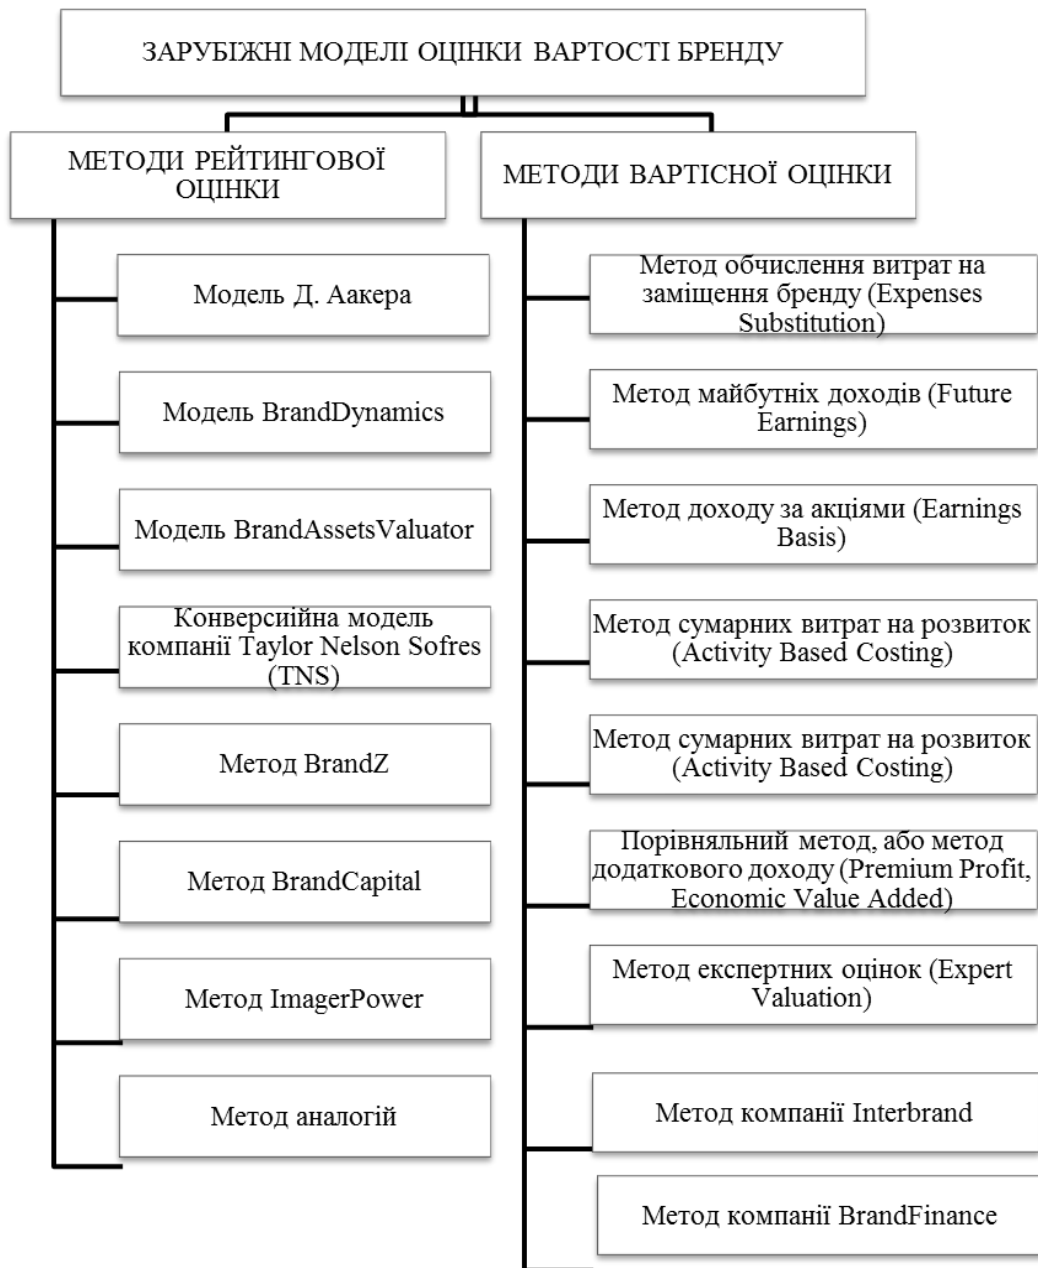 ЗАРУБІЖНІ МОДЕЛІ ОЦІНКИ ВАРТОСТІ БРЕНДУ
МЕТОДИ РЕЙТИНГОВОЇ
ОЦІНКИ
Модель Д. Аакера
Модель BrandDynamics
Модель BrandAssetsValuator
Конверсиійна модель
компанії Taylor Nelson Sofres
(TNS)
Метод BrandZ
Метод BrandCapital
Метод ImagerPower
Метод аналогій
МЕТОДИ ВАРТІСНОЇ ОЦІНКИ
Метод обчислення витрат на
заміщення бренду (Expenses
Substitution)
Метод майбутніх доходів (Future
Earnings)
Метод доходу за акціями (Earnings
Basis)
Метод сумарних витрат на розвиток
(Activity Based Costing)
Метод сумарних витрат на розвиток
(Activity Based Costing)
Порівняльний метод, або метод
додаткового доходу (Premium Profit,
Economic Value Added)
Метод експертних оцінок (Expert
Valuation)
Метод компанії Interbrand
Метод компанії BrandFinance